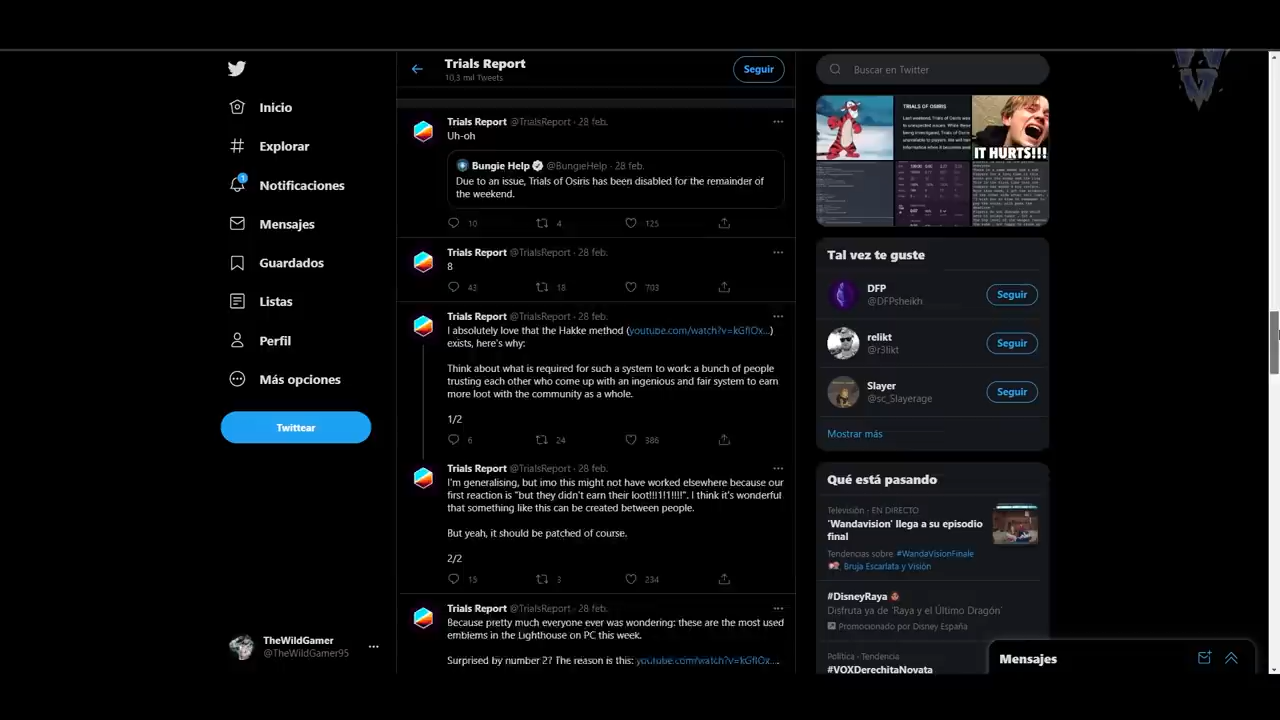 Inicio
Explorar
1
Notificaciones
Mensajes
Guardados
Listas
Perfil
Más opciones
Twittear
TheWildGamer
@TheWildGamer95
Trials Report
10,3 mil Tweets
Seguir
Trials Report @TrialsReport · 28 feb.
Uh-oh
Bungie Help @BungieHelp · 28 feb.
Due to an issue, Trials of Osiris has been disabled for the remainder of
the weekend.
10 4 125
Trials Report @TrialsReport · 28 feb.
8
43 18 703
Trials Report @TrialsReport · 28 feb.
I absolutely love that the Hakke method (youtube.com/watch?v=kGfIOx...)
exists, here's why:
Think about what is required for such a system to work: a bunch of people
trusting each other who come up with an ingenious and fair system to earn
more loot with the community as a whole.
1/2
6 24 386
Trials Report @TrialsReport · 28 feb.
I'm generalising, but imo this might not have worked elsewhere because our
first reaction is "but they didn't earn their loot!!!1!1!!!!". I think it's wonderful
that something like this can be created between people.
But yeah, it should be patched of course.
2/2
15 3 234
Trials Report @TrialsReport · 28 feb.
Because pretty much everyone ever was wondering: these are the most used
emblems in the Lighthouse on PC this week.
Surprised by number 2? The reason is this: youtube.com/watch?v=kGfIOx...
Buscar en Twitter
TRIALS OF OSIRIS
IT HURTS!!!
Tal vez te guste
DFP
@DFPsheikh
Seguir
relikt
@r3likt
Seguir
Slayer
@sc_Slayerage
Seguir
Mostrar más
Qué está pasando
Televisión · EN DIRECTO
'Wandavision' llega a su episodio
final
Tendencias sobre #WandaVisionFinale
Bruja Escarlata y Visión
#DisneyRaya
Disfruta ya de 'Raya y el Último Dragón'
Promocionado por Disney España
Política · Tendencia
#VOXDerechitaNovata
Mensajes